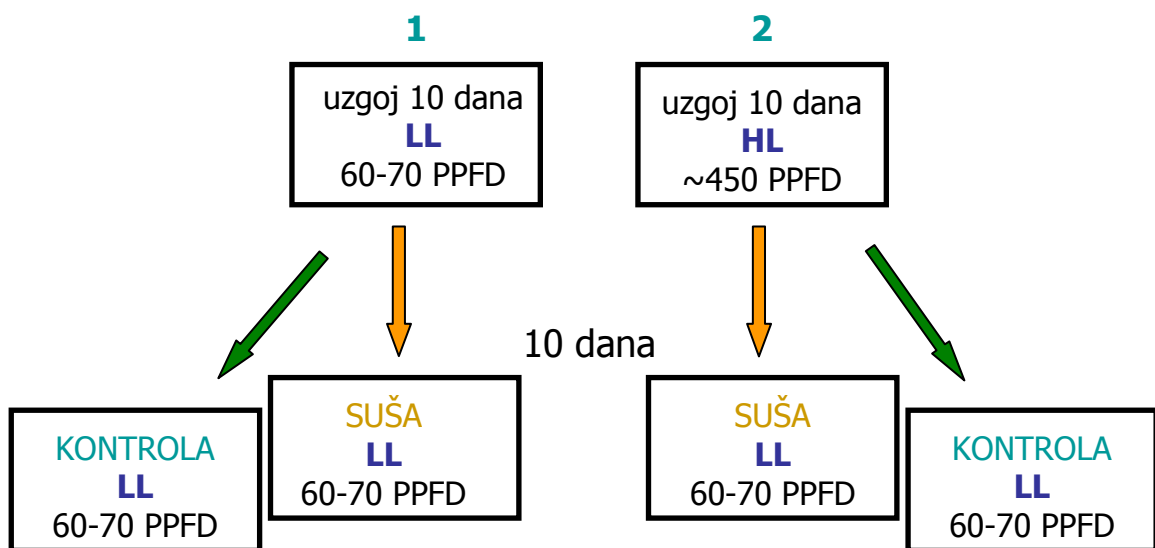 1
2
uzgoj 10 dana
LL
60-70 PPFD
uzgoj 10 dana
HL
~450 PPFD
10 dana
KONTROLA
LL
60-70 PPFD
SUŠA
LL
60-70 PPFD
SUŠA
LL
60-70 PPFD
KONTROLA
LL
60-70 PPFD